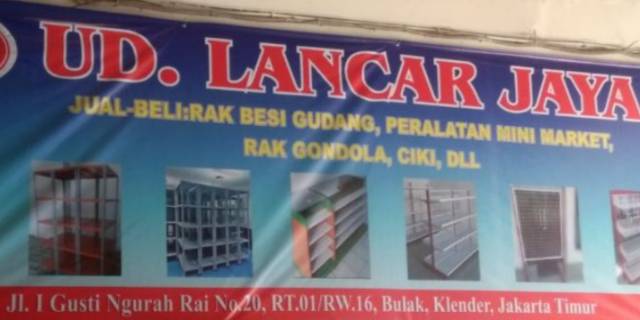 UD. LANCAR JAYA
JUAL-BELI:RAK BESI GUDANG, PERALATAN MINI MARKET,
RAK GONDOLA, CIKI, DLL
Jl. I Gusti Ngurah Rai No.20, RT.01/RW.16, Bulak, Klender, Jakarta Timur